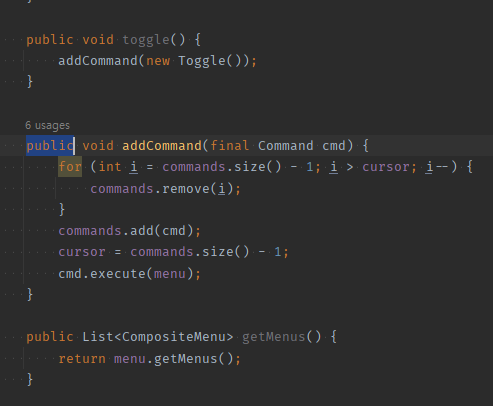 }
public void toggle() {
addCommand(new Toggle());
}
6 usages
public void addCommand(final Command cmd) {
for (int i = commands.size() - 1; i > cursor; i--) {
commands.remove(i);
}
commands.add(cmd);
cursor = commands.size() - 1;
cmd.execute(menu);
}
public List<CompositeMenu> getMenus() {
return menu.getMenus();
}